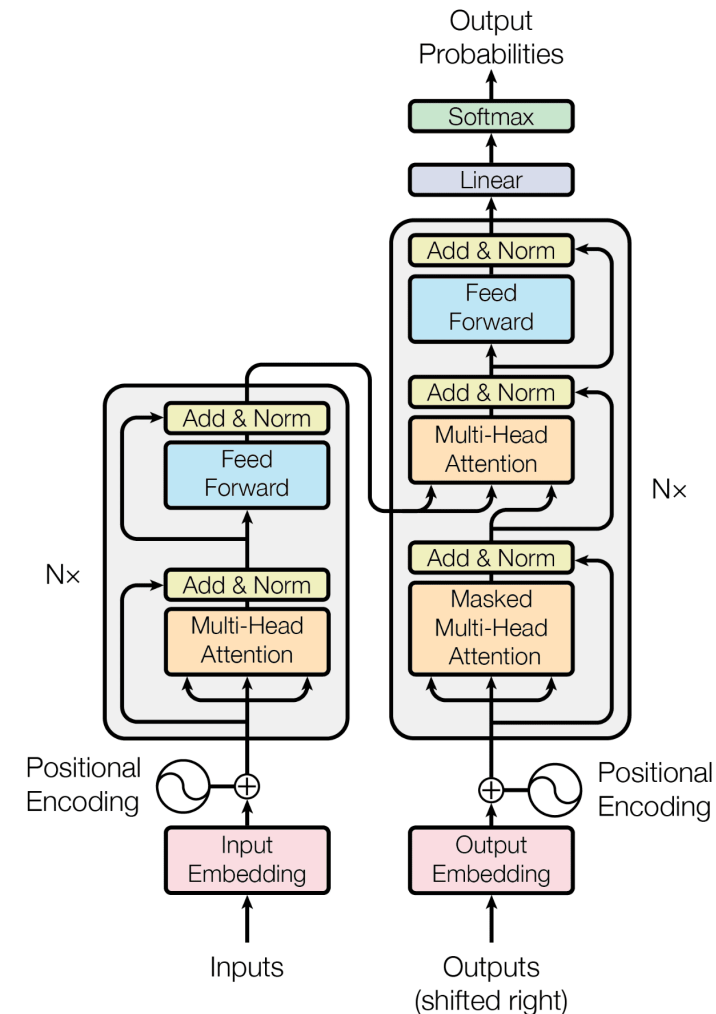 Output
Probabilities
Softmax
Linear
Add & Norm
Feed
Forward
Add & Norm
Multi-Head
Attention
Add & Norm
Masked
Multi-Head
Attention
N×
Add & Norm
Feed
Forward
Add & Norm
Multi-Head
Attention
N×
Positional
Encoding
Positional
Encoding
Input
Embedding
Output
Embedding
Inputs
Outputs
(shifted right)